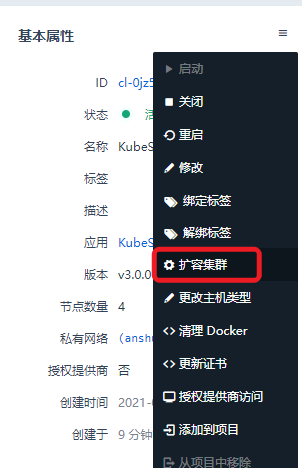 基本属性
启动
ID cl-0jz5
关闭
状态 活
重启
名称 KubeS
修改
标签
绑定标签
描述
解绑标签
应用 KubeS
扩容集群
版本 v3.0.0
更改主机类型
节点数量 4
清理 Docker
私有网络 (anshu
更新证书
授权提供商 否
授权提供商访问
创建时间 2021-
添加到项目
创建于 9 分钟
从项目中移除